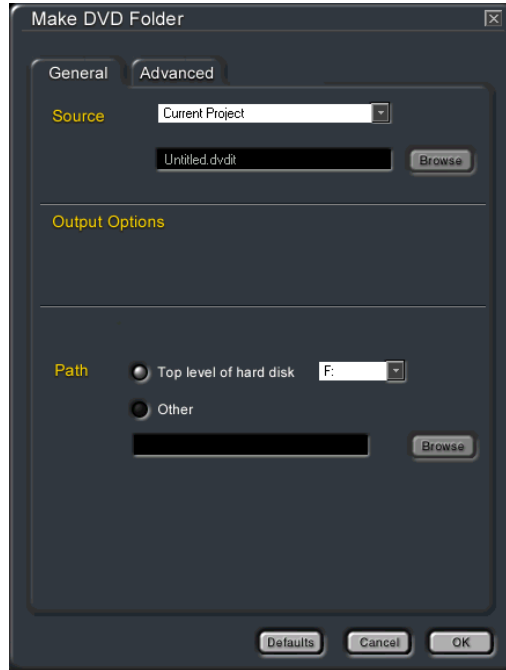 Make DVD Folder
General Advanced
Source Current Project
Untitled.dvdit Browse
Output Options
Path Top level of hard disk F:
Other
Browse
Defaults Cancel OK